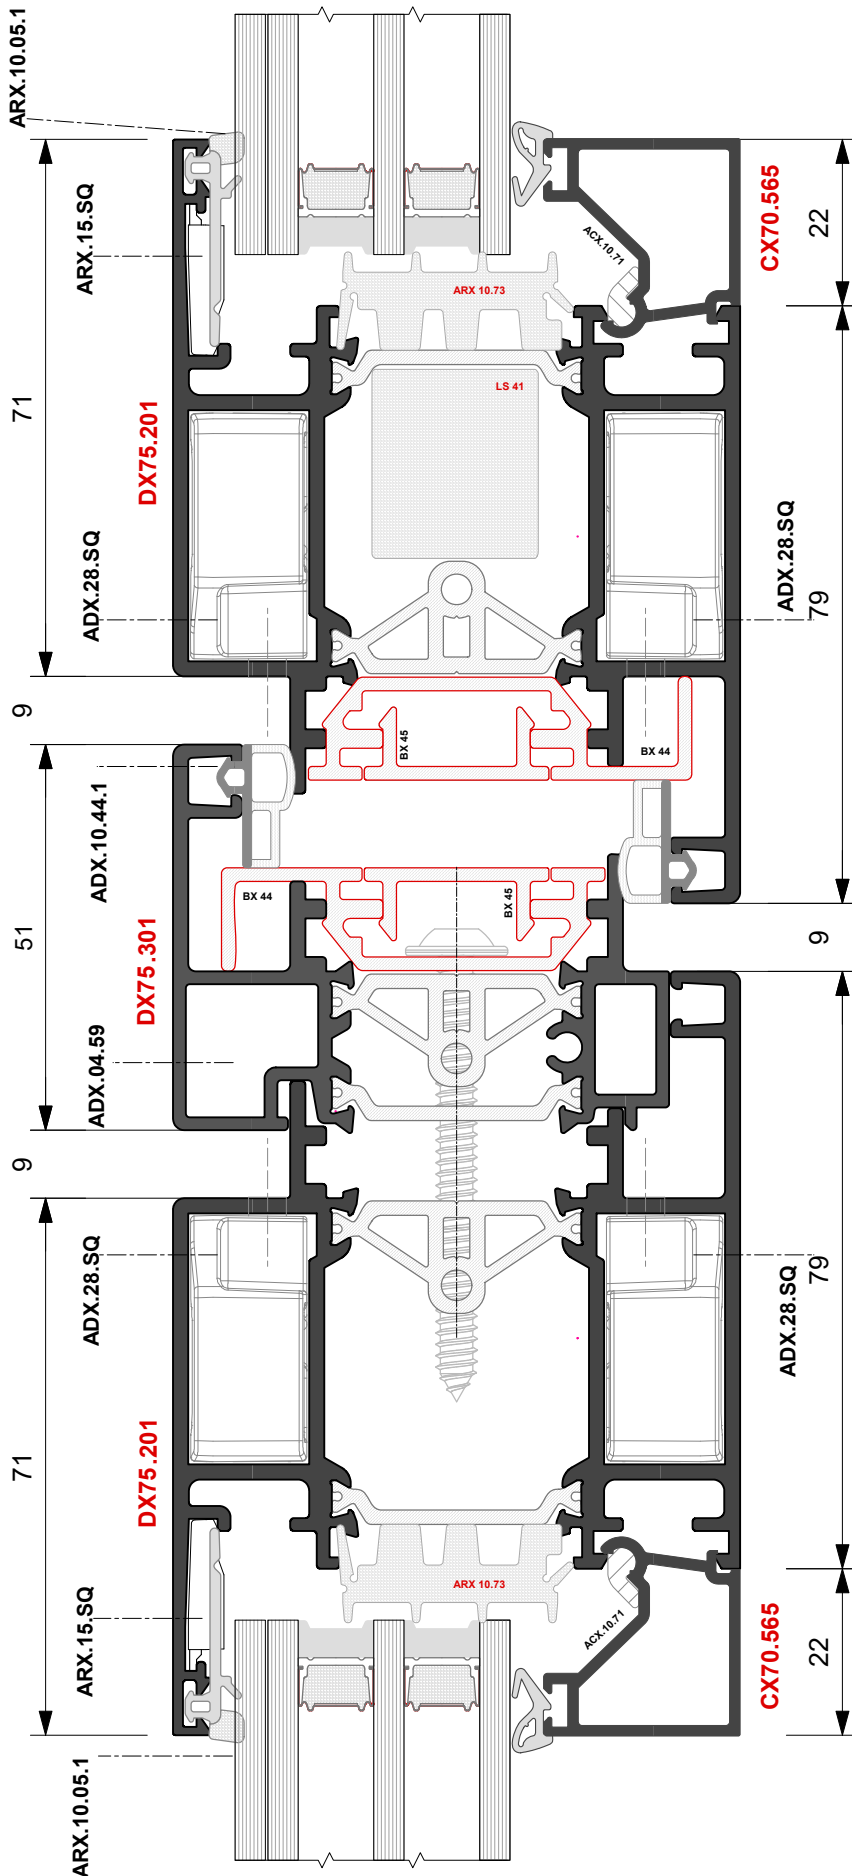 ARX.10.05.1
ARX.15.SQ
71
DX75.201
ADX.28.SQ
9
ADX.10.44.1
51
DX75.301
ADX.04.59
9
ADX.28.SQ
71
DX75.201
ARX.15.SQ
ARX.10.05.1
ARX 10.73
LS 41
BX 45
BX 44
BX 44
BX 45
ARX 10.73
ACX.10.71
CX70.565
22
ADX.28.SQ
79
9
79
ADX.28.SQ
ACX.10.71
CX70.565
22